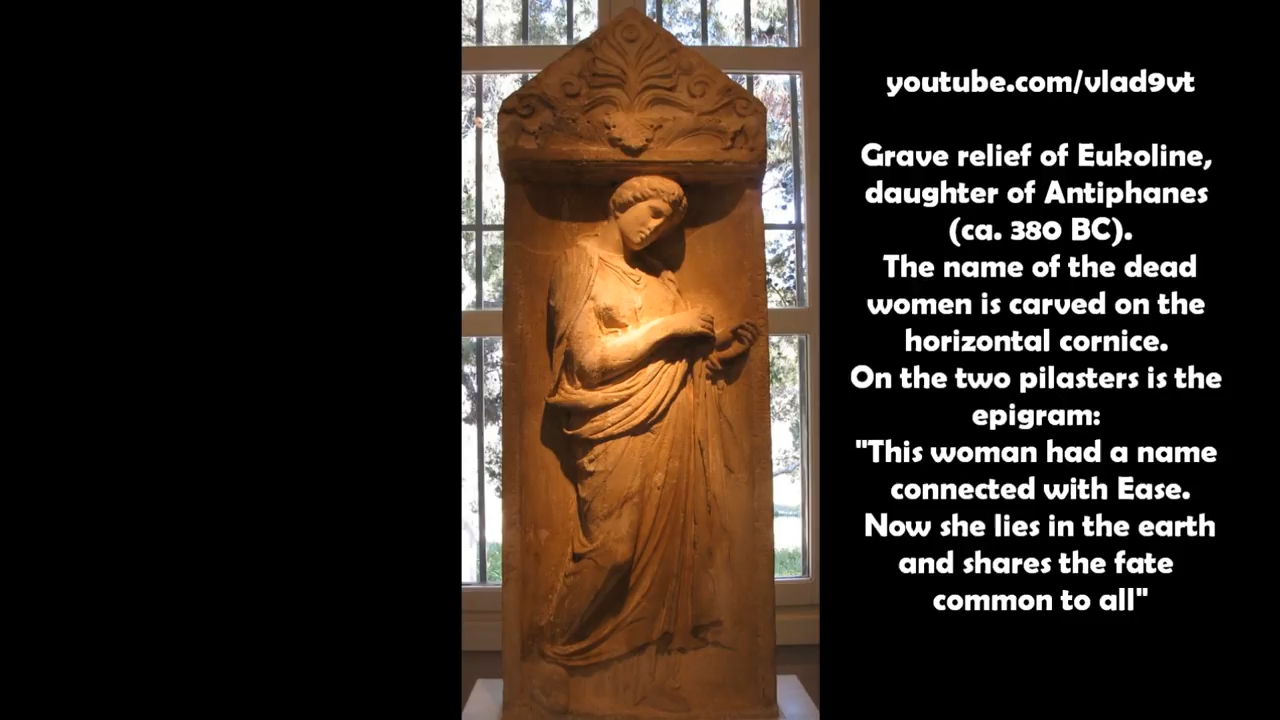 youtube.com/vlad9vt
Grave relief of Eukoline,
daughter of Antiphanes
(ca. 380 BC).
The name of the dead
women is carved on the
horizontal cornice.
On the two pilasters is the
epigram:
"This woman had a name
connected with Ease.
Now she lies in the earth
and shares the fate
common to all"